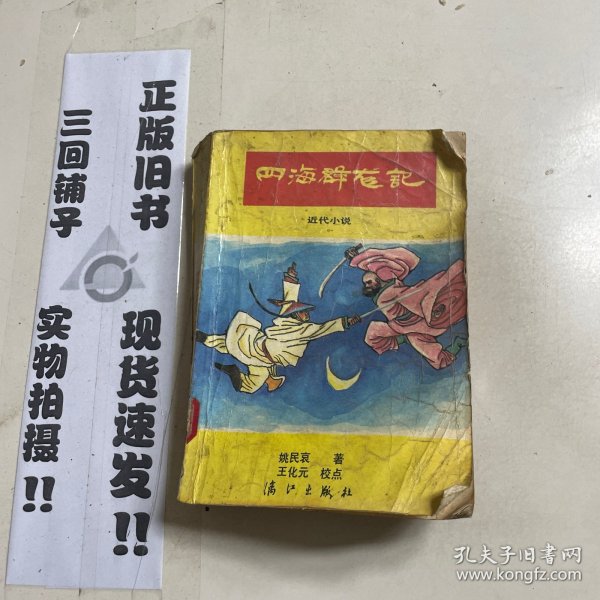 正版旧书
现货速发!!
三回铺子
实物拍摄!!
四海群龙记
近代小说
姚民哀 著
王化元 校点
漓江出版社
孔夫子旧书网
www.kongfz.com